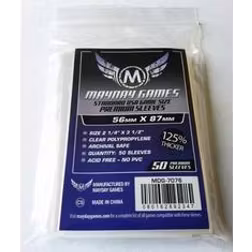 MAYDAY GAMES
STANDARD USA GAME SIZE
PREMIUM SLEEVES
56MM X 87MM
• SIZE 2 1/4" X 3 1/2"
• CLEAR POLYPROPYLENE
• ARCHIVAL SAFE
• QUANTITY: 50 SLEEVES
• ACID FREE - NO PVC
125%
THICKER
50 PREMIUM
SLEEVES
MDG-7076
MANUFACTURED BY
MAYDAY GAMES
MADE IN CHINA